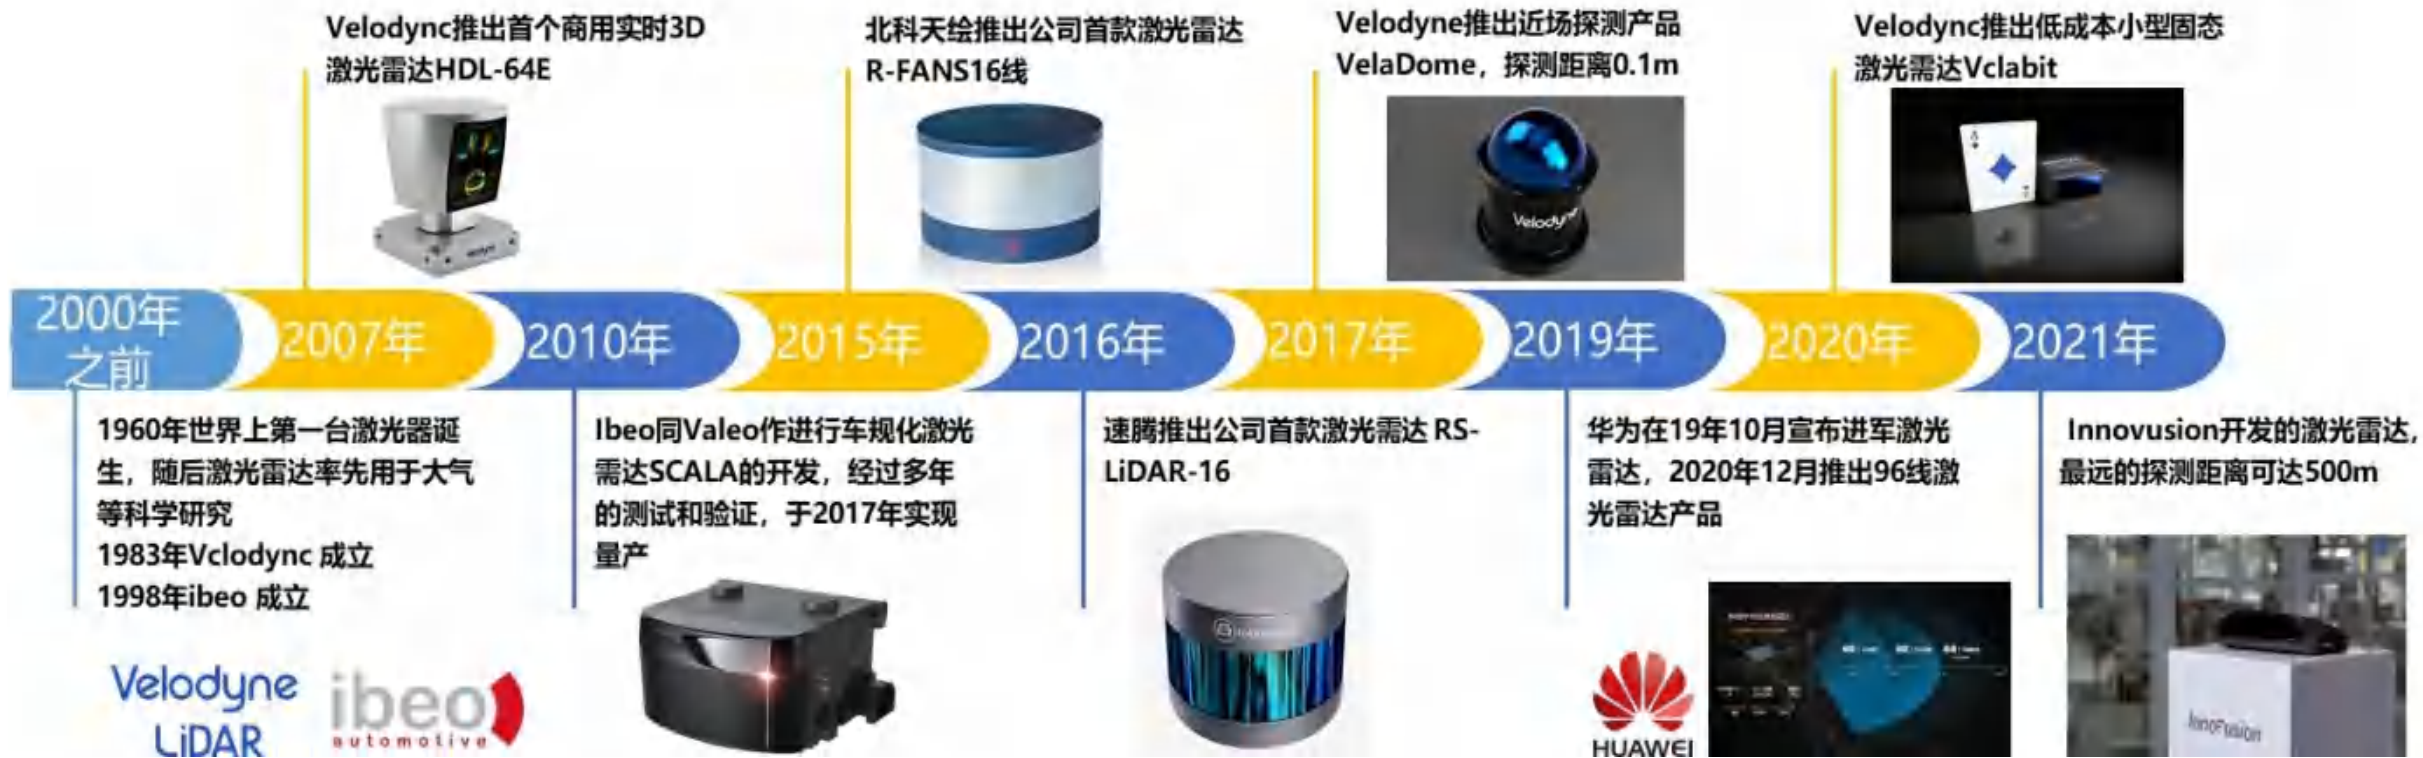 Velodync推出首个商用实时3D
激光雷达HDL-64E
北科天绘推出公司首款激光雷达
R-FANS16线
Velodyne推出近场探测产品
VelaDome，探测距离0.1m
Velodync推出低成本小型固态
激光需达Vclabit
Velodyne
2000年
之前
2007年
2010年
2015年
2016年
2017年
2019年
2020年
2021年
1960年世界上第一台激光器诞
生，随后激光雷达率先用于大气
等科学研究
1983年Vclodync 成立
1998年ibeo 成立
Velodyne
LiDAR
ibeo
automotive
Ibeo同Valeo作进行车规化激光
需达SCALA的开发，经过多年
的测试和验证，于2017年实现
量产
速腾推出公司首款激光需达 RS-
LiDAR-16
华为在19年10月宣布进军激光
雷达，2020年12月推出96线激
光雷达产品
HUAWEI
Innovusion开发的激光雷达，
最远的探测距离可达500m